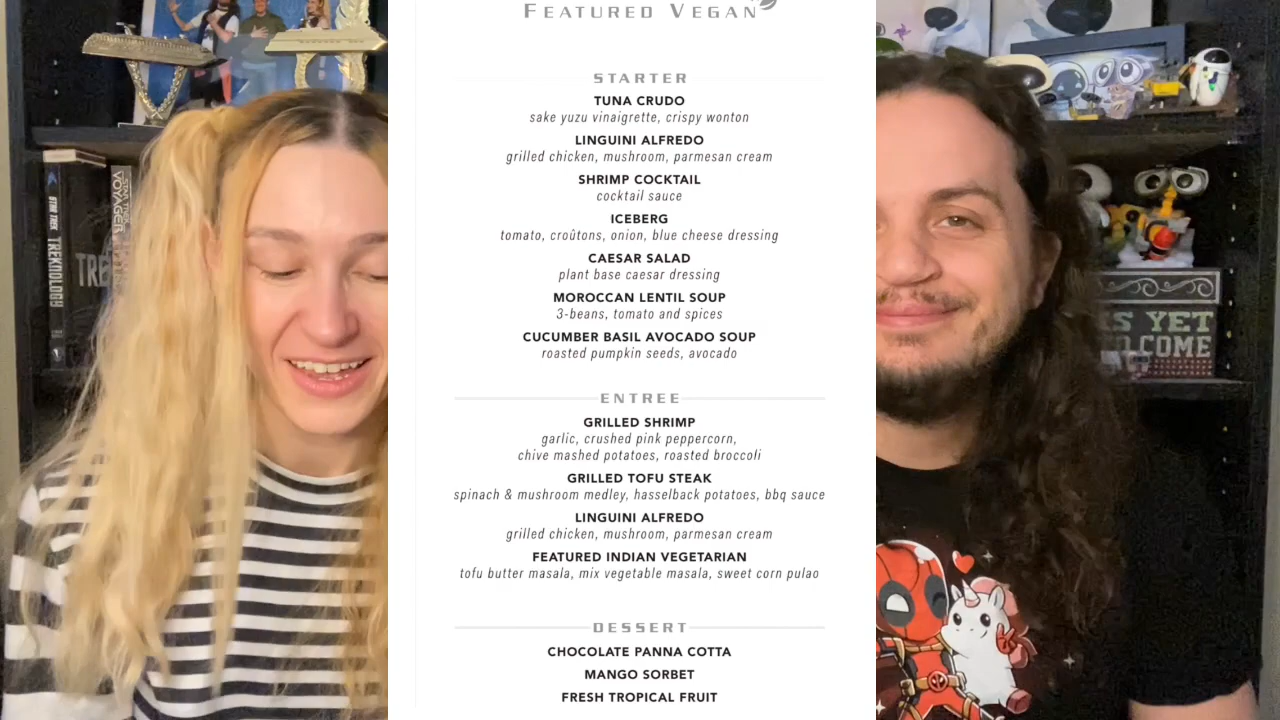 FEATURED VEGAN
STARTER
TUNA CRUDO
sake yuzu vinaigrette, crispy wonton
LINGUINI ALFREDO
grilled chicken, mushroom, parmesan cream
SHRIMP COCKTAIL
cocktail sauce
ICEBERG
tomato, croûtons, onion, blue cheese dressing
CAESAR SALAD
plant base caesar dressing
MOROCCAN LENTIL SOUP
3-beans, tomato and spices
CUCUMBER BASIL AVOCADO SOUP
roasted pumpkin seeds, avocado
ENTREE
GRILLED SHRIMP
garlic, crushed pink peppercorn,
chive mashed potatoes, roasted broccoli
GRILLED TOFU STEAK
spinach & mushroom medley, hasselback potatoes, bbq sauce
LINGUINI ALFREDO
grilled chicken, mushroom, parmesan cream
FEATURED INDIAN VEGETARIAN
tofu butter masala, mix vegetable masala, sweet corn pulao
DESSERT
CHOCOLATE PANNA COTTA
MANGO SORBET
FRESH TROPICAL FRUIT
STAR TREK
TREKNOLOGY
STAR TREK
VOYAGER
TRE
YET
COME